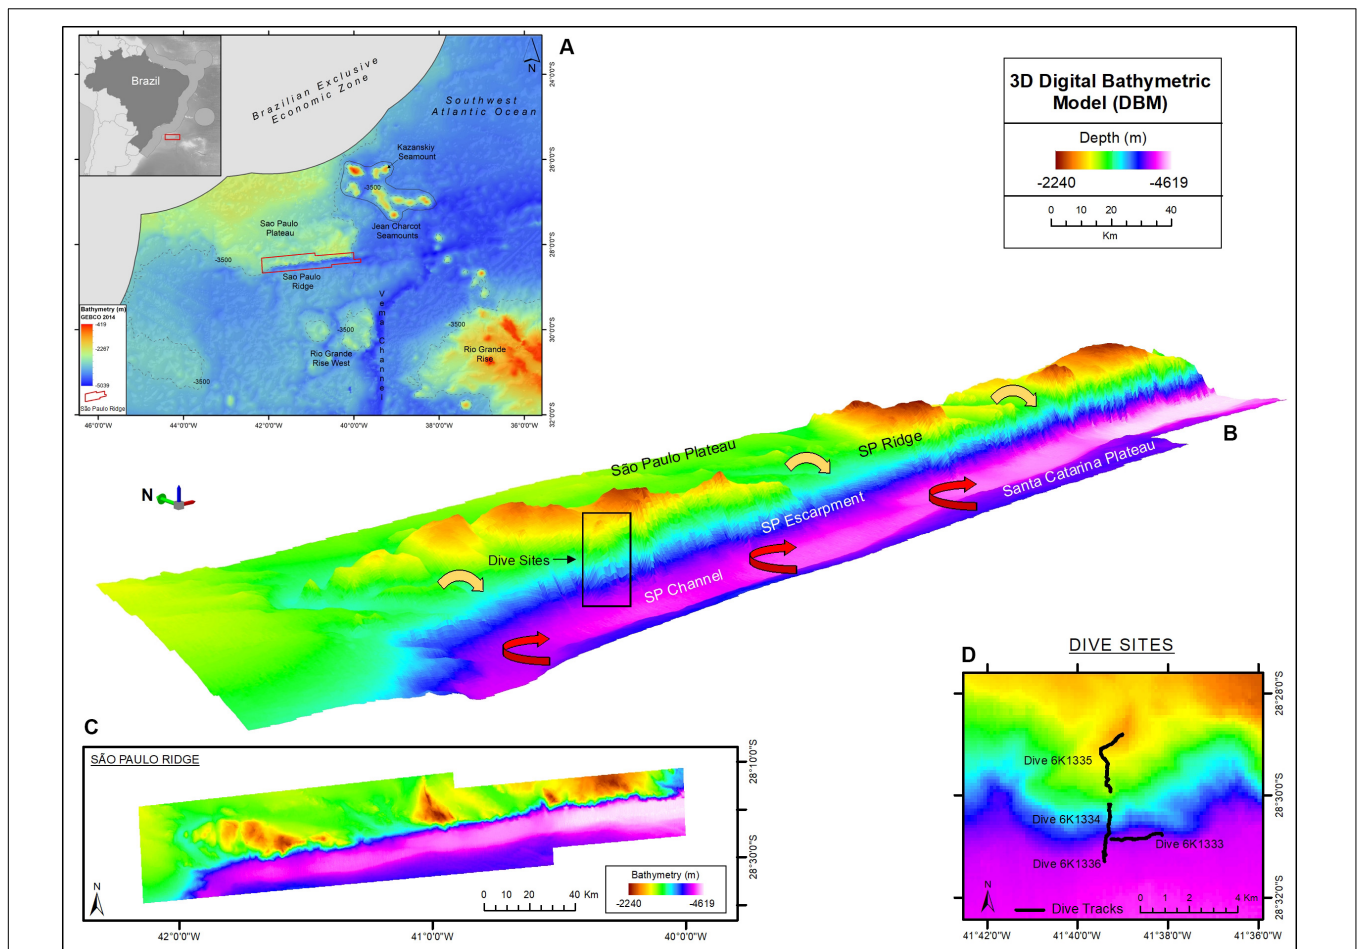 A
N
Brazil
Brazilian Exclusive
Economic Zone
Southwest
Atlantic Ocean
Kazanskiy
Seamount
-3500
Jean Charcot
Seamounts
Sao Paulo
Plateau
-3500
Sao Paulo
Ridge
Vema Channel
-3500
Rio Grande
Rise West
-3500
Rio Grande
Rise
-3500
Bathymetry (m)
GEBCO 2014
-419
-2267
-5039
São Paulo Ridge
24°0'0"S
26°0'0"S
28°0'0"S
30°0'0"S
32°0'0"S
46°0'0"W
44°0'0"W
42°0'0"W
40°0'0"W
38°0'0"W
36°0'0"W
3D Digital Bathymetric
Model (DBM)
Depth (m)
-2240
-4619
0 20 40
Km
B
N
São Paulo Plateau
SP Ridge
SP Escarpment
Santa Catarina Plateau
SP Channel
Dive Sites
C
SÃO PAULO RIDGE
N
0 10 20 40 Km
Bathymetry (m)
-2240
-4619
28°10'0"S
28°30'0"S
42°0'0"W
41°0'0"W
40°0'0"W
D
DIVE SITES
Dive 6K1335
Dive 6K1334
Dive 6K1333
Dive 6K1336
N
Dive Tracks
0 1 2 4 Km
28°28'0"S
28°30'0"S
28°32'0"S
41°42'0"W
41°40'0"W
41°38'0"W
41°36'0"W